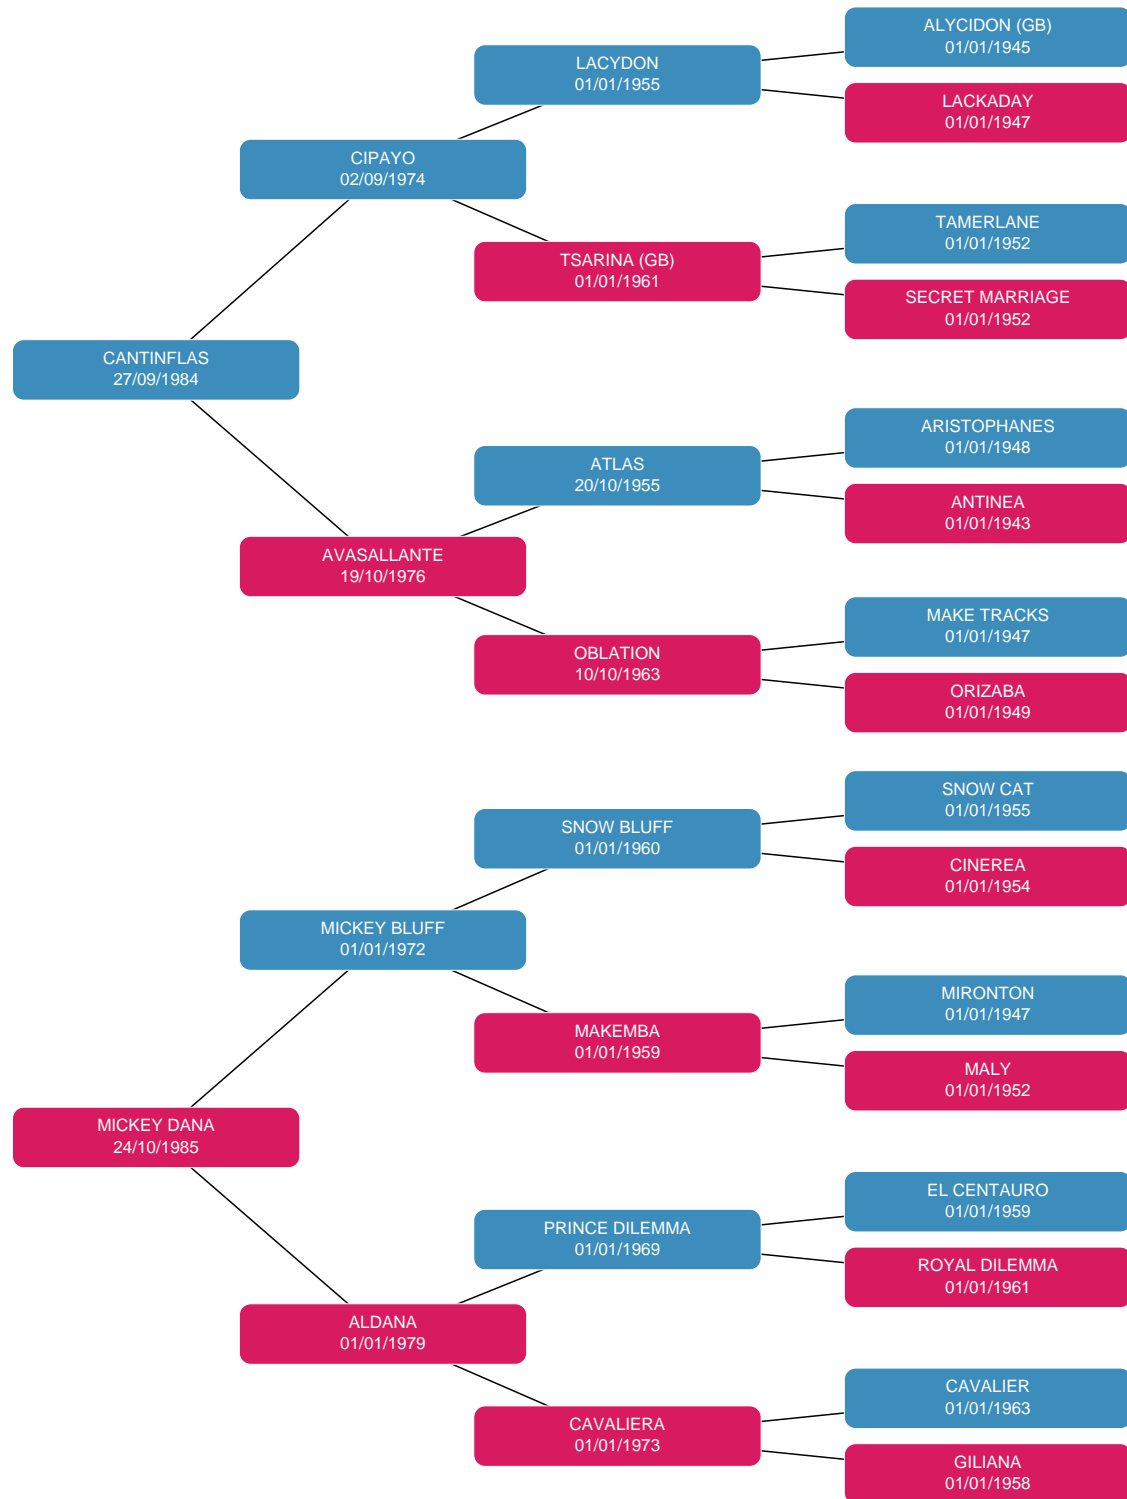 ALYCIDON (GB)
01/01/1945
LACYDON
01/01/1955
LACKADAY
01/01/1947
CIPAYO
02/09/1974
TAMERLANE
01/01/1952
TSARINA (GB)
01/01/1961
SECRET MARRIAGE
01/01/1952
CANTINFLAS
27/09/1984
ARISTOPHANES
01/01/1948
ATLAS
20/10/1955
ANTINEA
01/01/1943
AVASALLANTE
19/10/1976
MAKE TRACKS
01/01/1947
OBLATION
10/10/1963
ORIZABA
01/01/1949
SNOW CAT
01/01/1955
SNOW BLUFF
01/01/1960
CINEREA
01/01/1954
MICKEY BLUFF
01/01/1972
MIRONTON
01/01/1947
MAKEMBA
01/01/1959
MALY
01/01/1952
MICKEY DANA
24/10/1985
EL CENTAURO
01/01/1959
PRINCE DILEMMA
01/01/1969
ROYAL DILEMMA
01/01/1961
ALDANA
01/01/1979
CAVALIER
01/01/1963
CAVALIERA
01/01/1973
GILIANA
01/01/1958